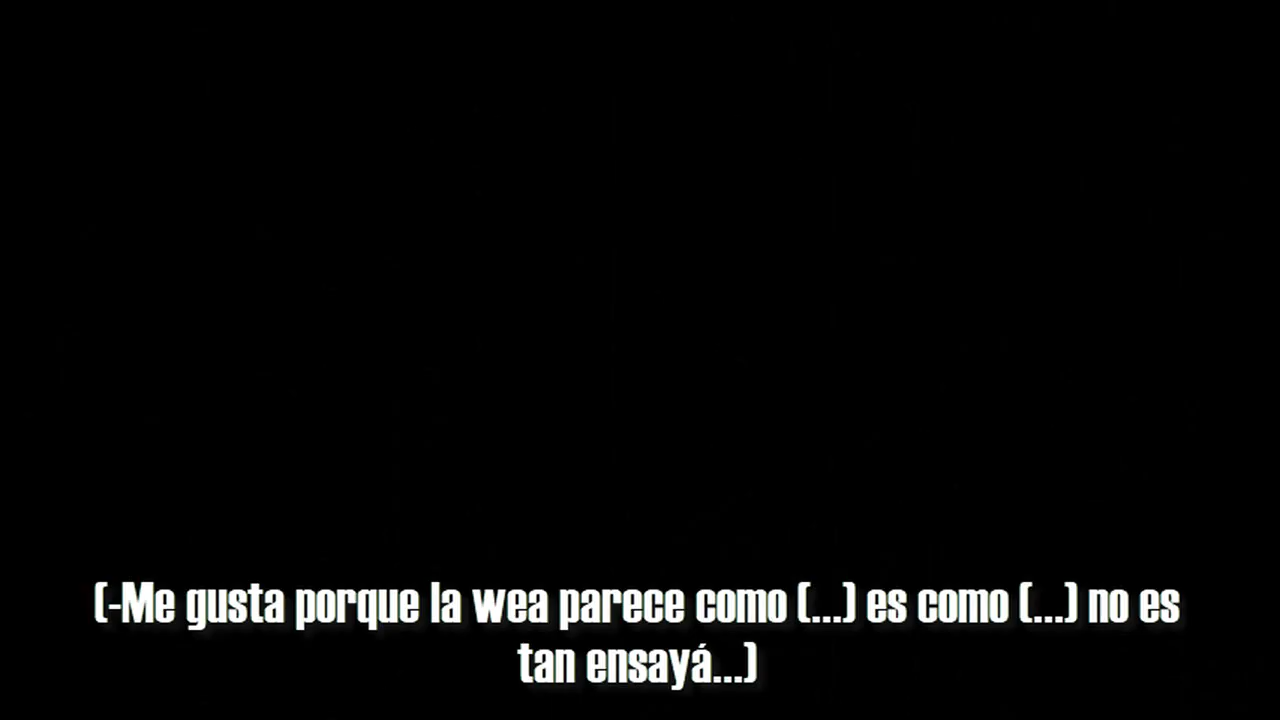 (-Me gusta porque la wea parece como (...) es como (...) no es
tan ensayá...)